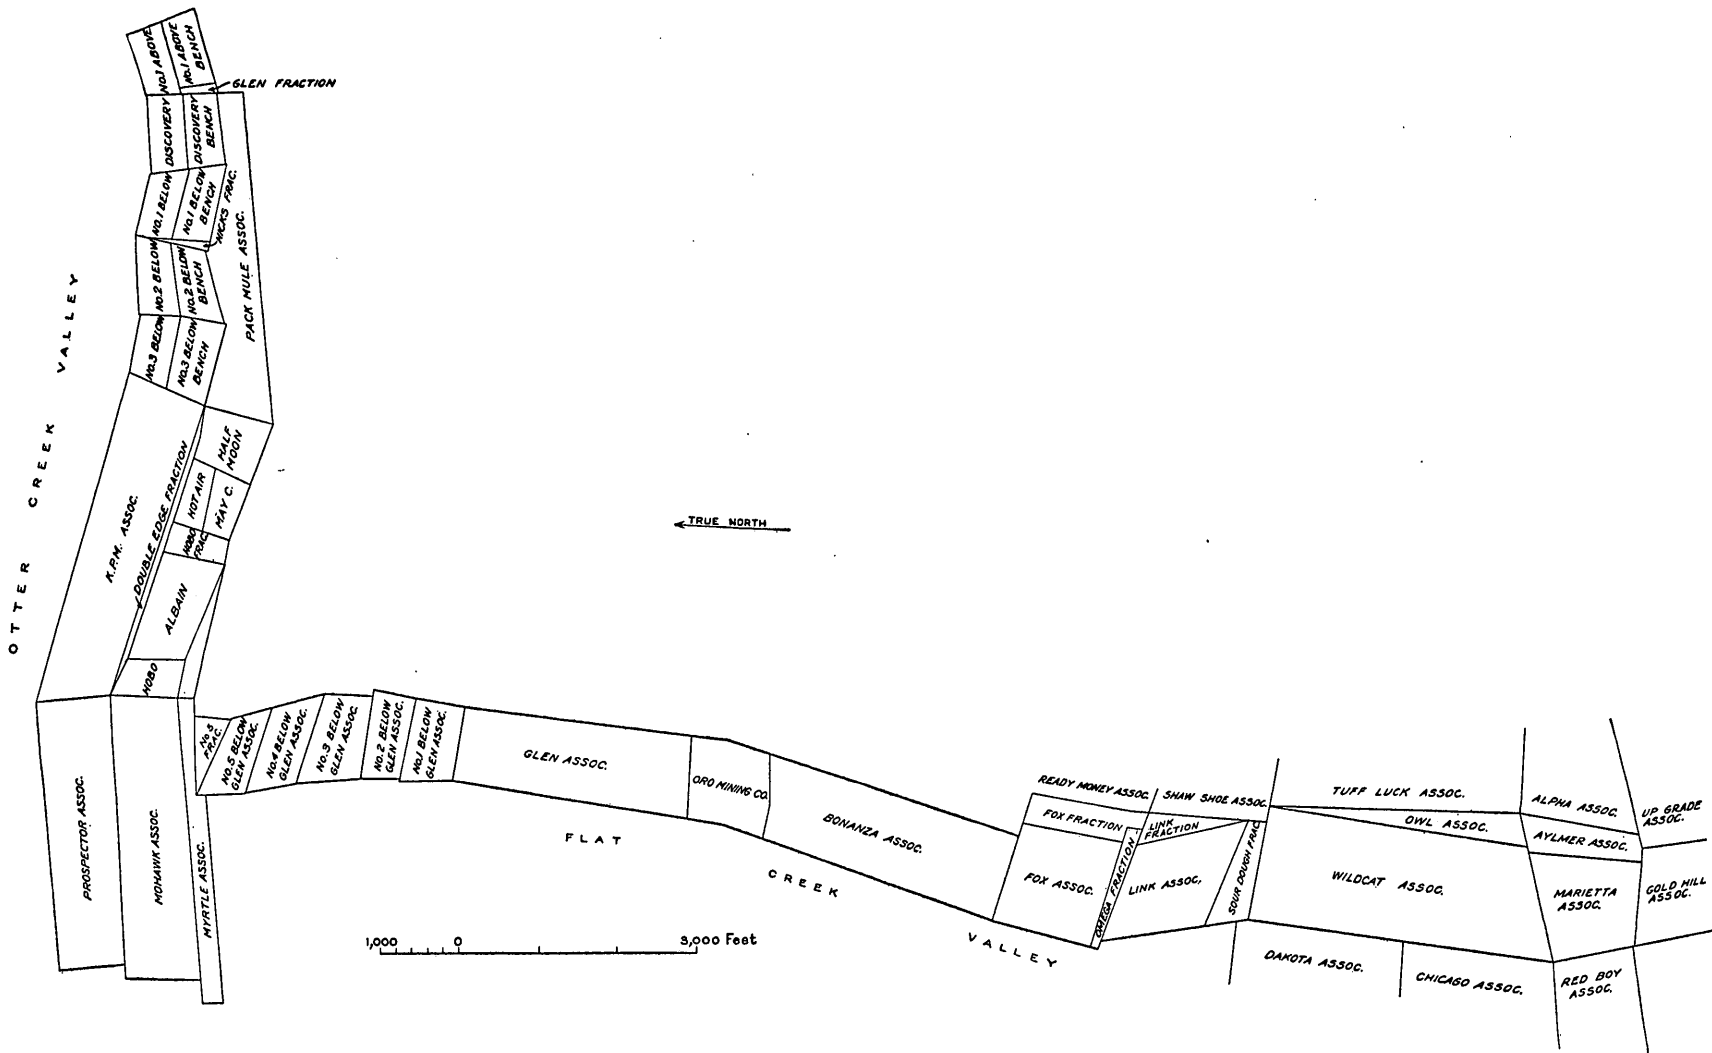 NO.1 ABOVE
NO.1 ABOVE
BENCH
GLEN FRACTION
DISCOVERY
DISCOVERY
BENCH
NO.1 BELOW
NO.1 BELOW
BENCH
NICKS FRAC.
PACK MULE ASSOC.
NO.2 BELOW
NO.2 BELOW
BENCH
NO.3 BELOW
NO.3 BELOW
BENCH
OTTER CREEK VALLEY
K.P.M. ASSOC.
DOUBLE EDGE FRACTION
HALF
MOON
HOT AIR
MAY C.
HOBO
FRAC.
ALBAIN
HOBO
TRUE NORTH
PROSPECTOR ASSOC.
MOHAWK ASSOC.
MYRTLE ASSOC.
NO.5
FRAC.
NO.5 BELOW
GLEN ASSOC.
NO.4 BELOW
GLEN ASSOC.
NO.3 BELOW
GLEN ASSOC.
NO.2 BELOW
GLEN ASSOC.
NO.1 BELOW
GLEN ASSOC.
GLEN ASSOC.
ORO MINING CO.
BONANZA ASSOC.
FLAT
CREEK
VALLEY
READY MONEY ASSOC.
SHAW SHOE ASSOC.
FOX FRACTION
LINK
FRACTION
FOX ASSOC.
OMEGA FRACTION
LINK ASSOC.
SOUR DOUGH FRAC.
TUFF LUCK ASSOC.
OWL ASSOC.
WILDCAT ASSOC.
ALPHA ASSOC.
AYLMER ASSOC.
UP GRADE
ASSOC.
MARIETTA
ASSOC.
GOLD HILL
ASSOC.
DAKOTA ASSOC.
CHICAGO ASSOC.
RED BOY
ASSOC.
1,000 0 3,000 Feet